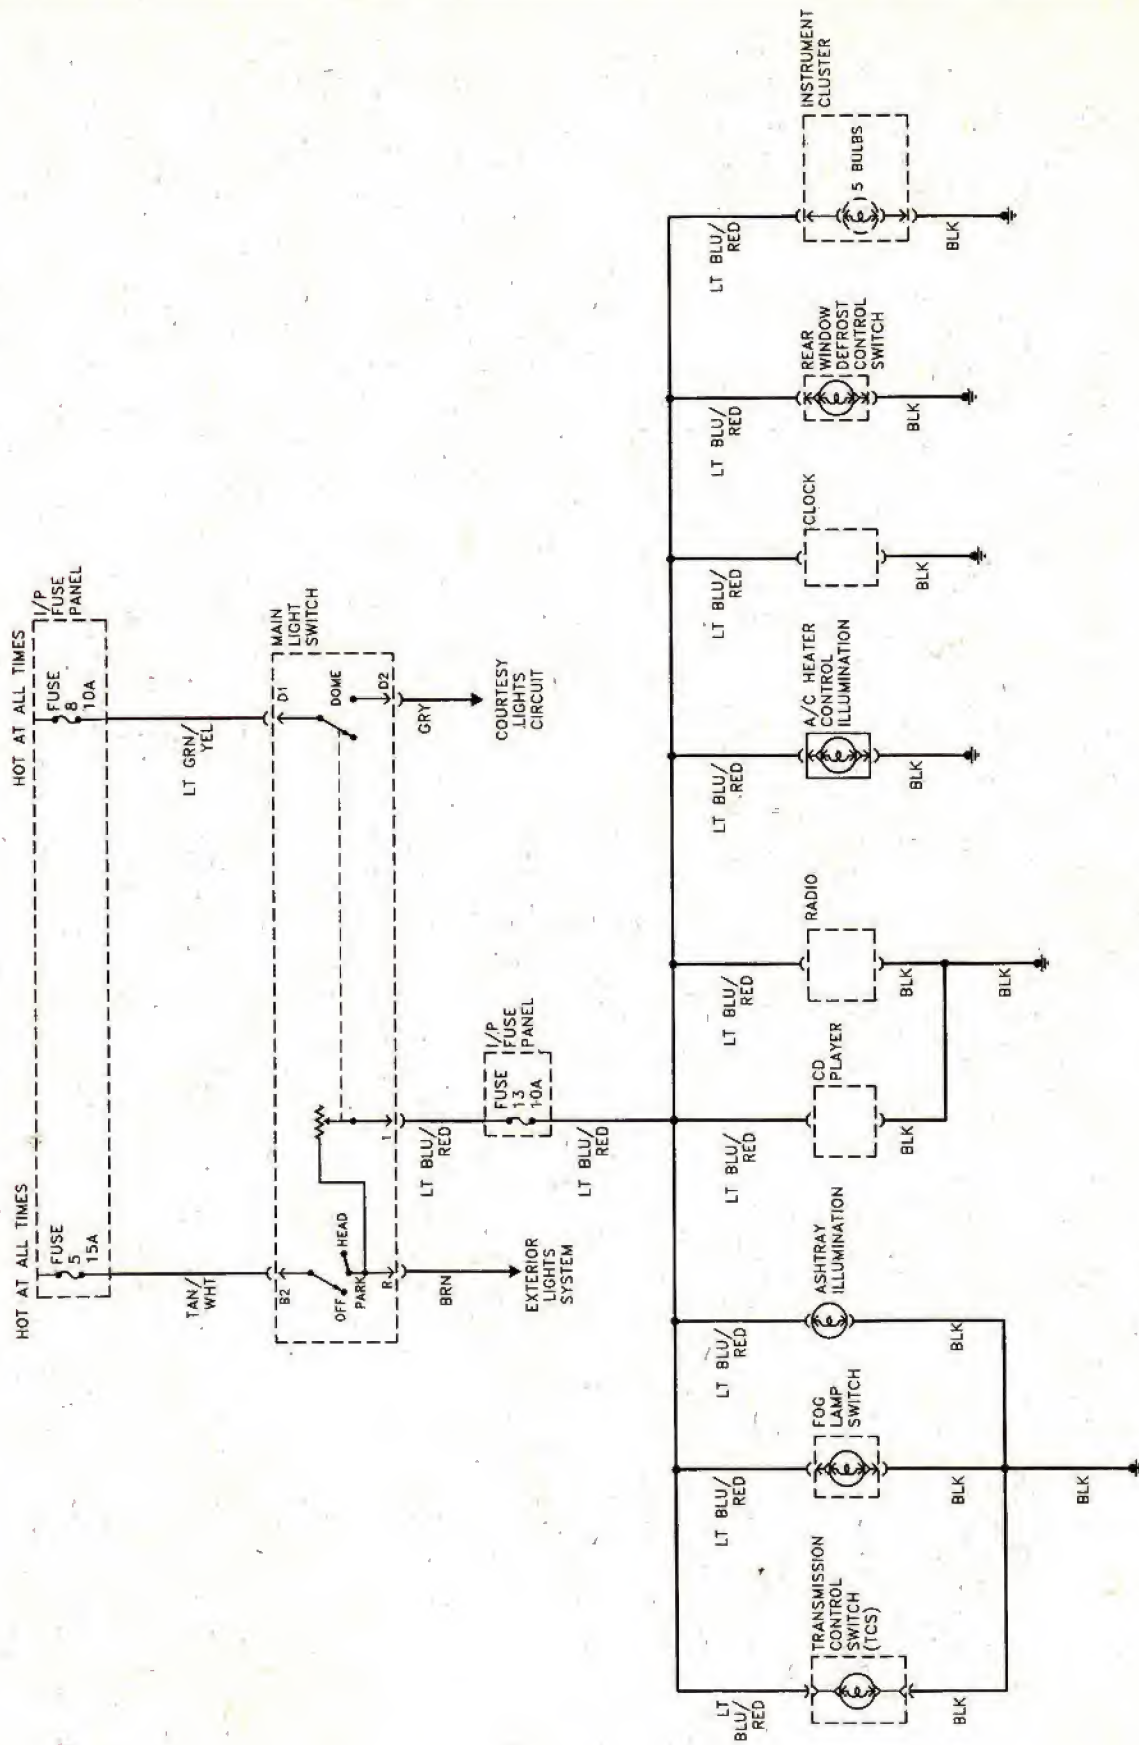 HOT AT ALL TIMES
HOT AT ALL TIMES
FUSE
5
15A
FUSE
8
10A
I/P
FUSE
PANEL
TAN/
WHT
LT GRN/
YEL
B2
OFF
PARK
HEAD
R
1
D1
DOME
D2
MAIN
LIGHT
SWITCH
BRN
EXTERIOR
LIGHTS
SYSTEM
LT BLU/
RED
FUSE
13
10A
I/P
FUSE
PANEL
LT BLU/
RED
GRY
COURTESY
LIGHTS
CIRCUIT
LT
BLU/
RED
LT BLU/
RED
LT BLU/
RED
LT BLU/
RED
LT BLU/
RED
LT BLU/
RED
LT BLU/
RED
LT BLU/
RED
LT BLU/
RED
TRANSMISSION
CONTROL
SWITCH
(TCS)
FOG
LAMP
SWITCH
ASHTRAY
ILLUMINATION
CD
PLAYER
RADIO
A/C HEATER
CONTROL
ILLUMINATION
CLOCK
REAR
WINDOW
DEFROST
CONTROL
SWITCH
INSTRUMENT
CLUSTER
5 BULBS
BLK
BLK
BLK
BLK
BLK
BLK
BLK
BLK
BLK
BLK
BLK